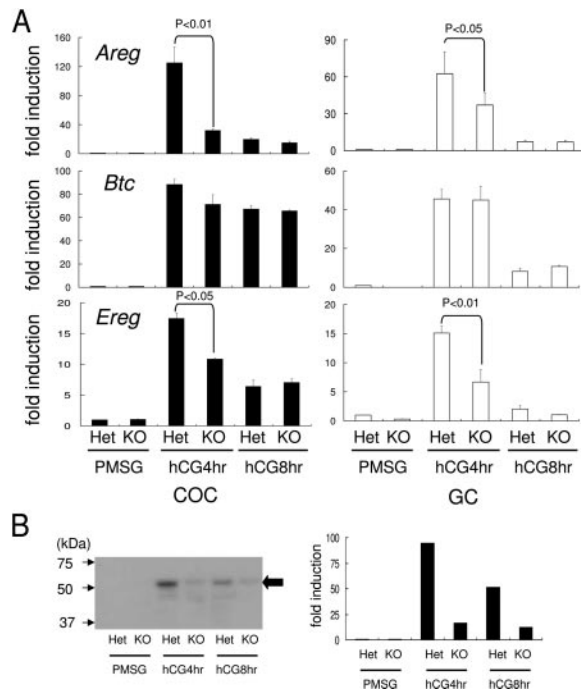 A
P<0.01
P<0.05
Areg
fold induction
160
120
80
40
0
90
60
30
0
Btc
fold induction
100
80
60
40
20
0
60
40
20
0
P<0.05
P<0.01
Ereg
fold induction
20
15
10
5
0
20
15
10
5
0
Het KO Het KO Het KO
PMSG hCG4hr hCG8hr
COC
Het KO Het KO Het KO
PMSG hCG4hr hCG8hr
GC
B
(kDa)
75
50
37
Het KO Het KO Het KO
PMSG hCG4hr hCG8hr
fold induction
100
75
50
25
0
Het KO Het KO Het KO
PMSG hCG4hr hCG8hr